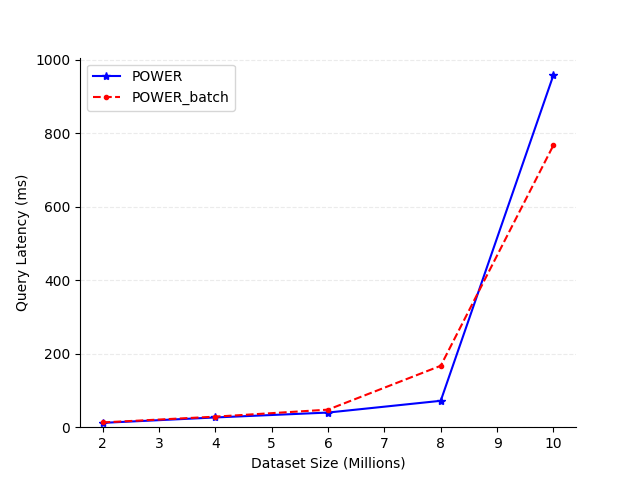 POWER
POWER_batch
1000
800
600
400
200
0
Query Latency (ms)
2 3 4 5 6 7 8 9 10
Dataset Size (Millions)